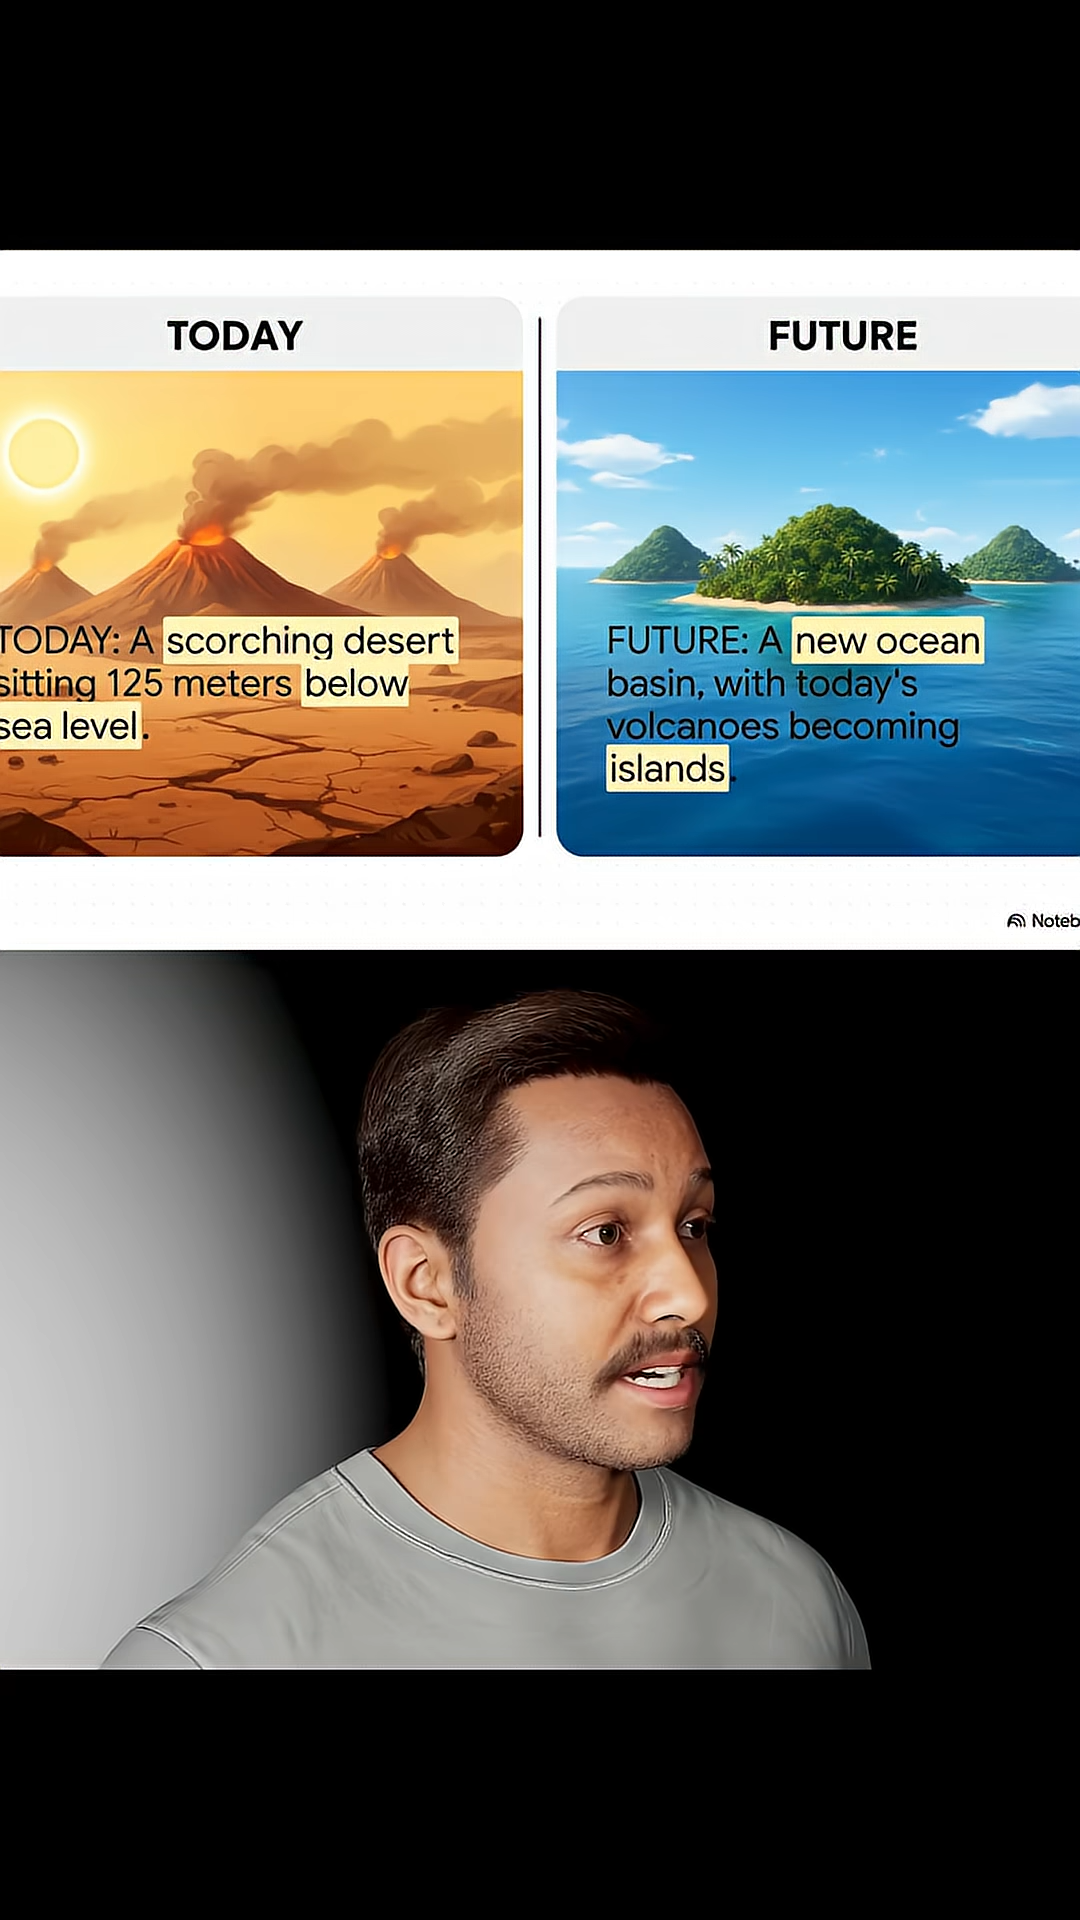 TODAY
TODAY: A scorching desert
sitting 125 meters below
sea level.
FUTURE
FUTURE: A new ocean
basin, with today's
volcanoes becoming
islands.
Noteb